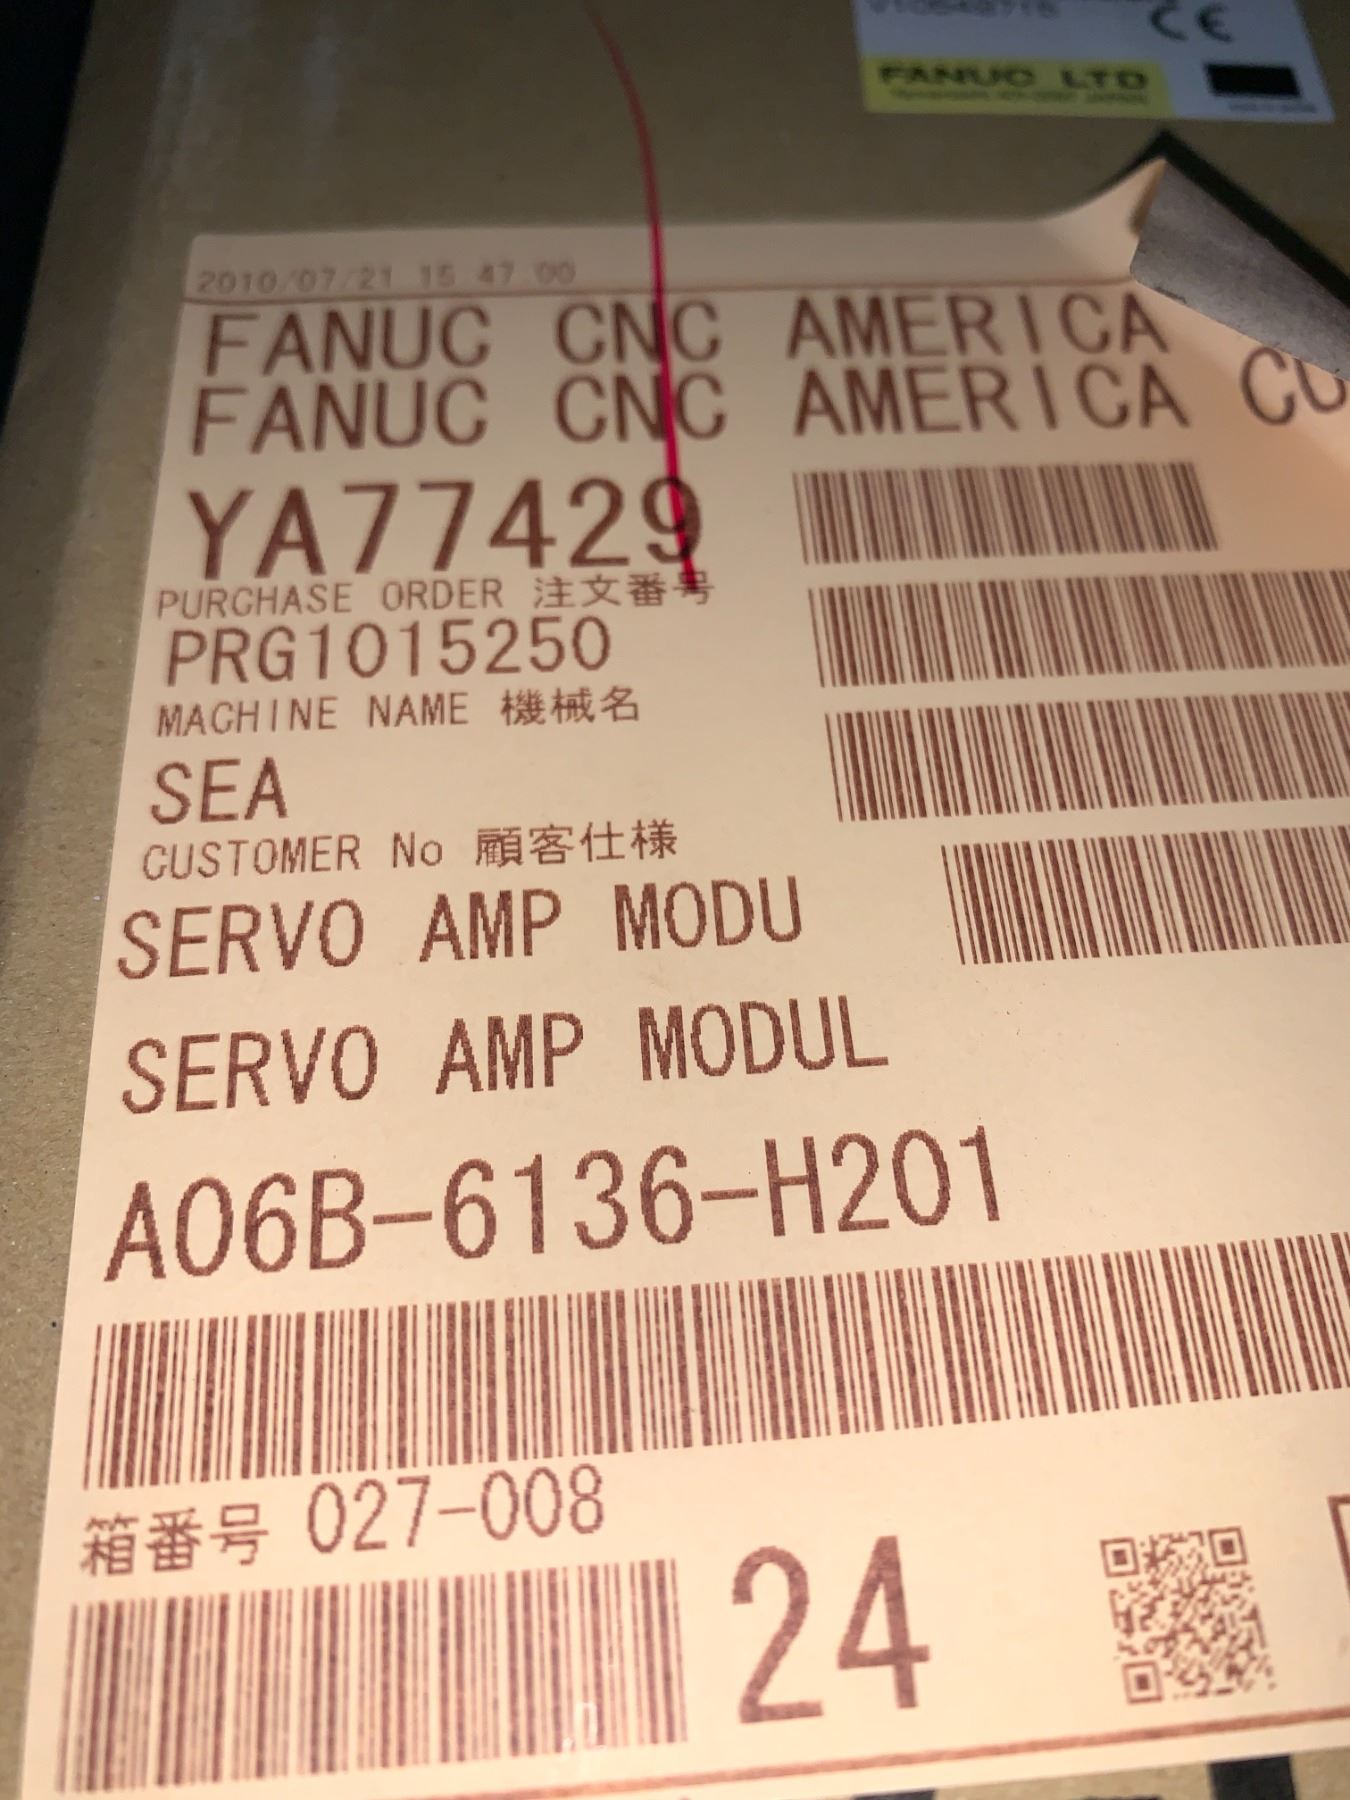 CE
FANUC LTD
2010/07/21 15:47:00
FANUC CNC AMERICA
FANUC CNC AMERICA
YA77429
PURCHASE ORDER 注文番号
PRG1015250
MACHINE NAME 機械名
SEA
CUSTOMER No 顧客仕様
SERVO AMP MODU
SERVO AMP MODUL
A06B-6136-H201
箱番号 027-008
24